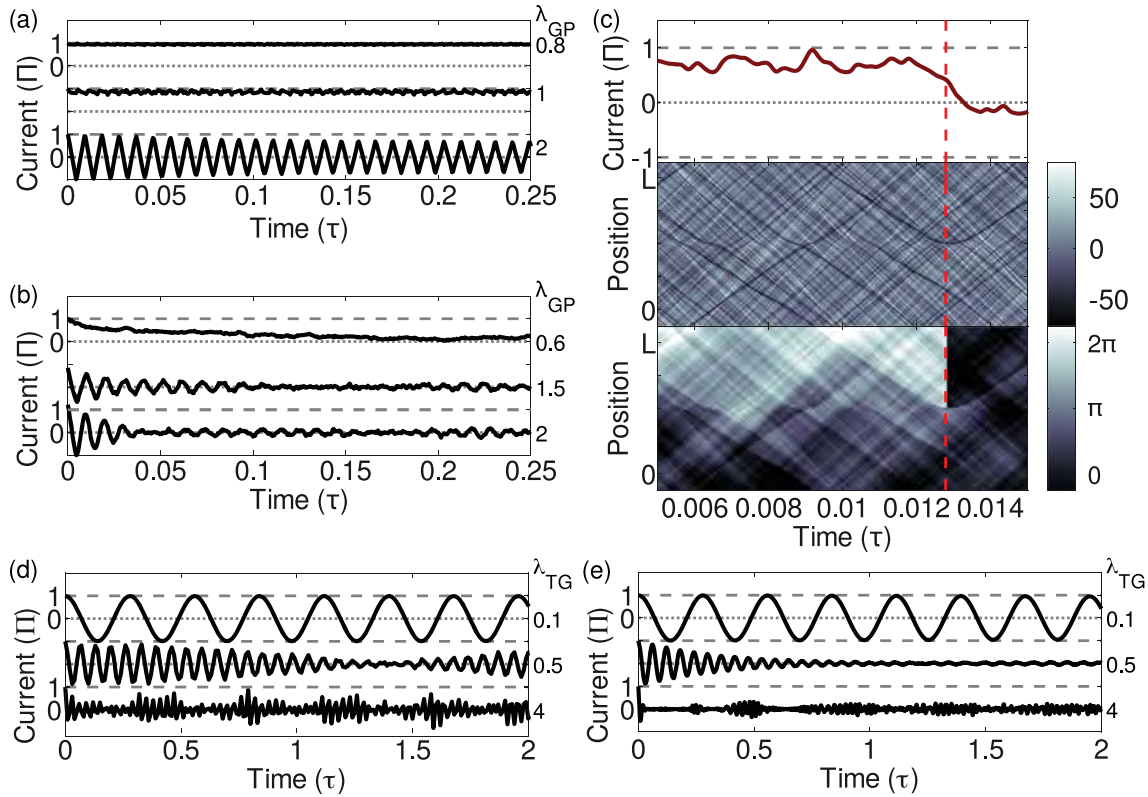 (a)
λGP
Current (Π)
1
0
0.8
1
1
0
2
0
0.05
0.1
0.15
0.2
0.25
Time (τ)
(b)
λGP
Current (Π)
1
0
0.6
1.5
1
0
2
0
0.05
0.1
0.15
0.2
0.25
Time (τ)
(c)
Current (Π)
1
0
-1
Position
L
0
50
0
-50
Position
L
0
2π
π
0
0.006
0.008
0.01
0.012
0.014
Time (τ)
(d)
λTG
Current (Π)
1
0
0.1
0.5
1
0
4
0
0.5
1
1.5
2
Time (τ)
(e)
λTG
Current (Π)
1
0
0.1
0.5
1
0
4
0
0.5
1
1.5
2
Time (τ)